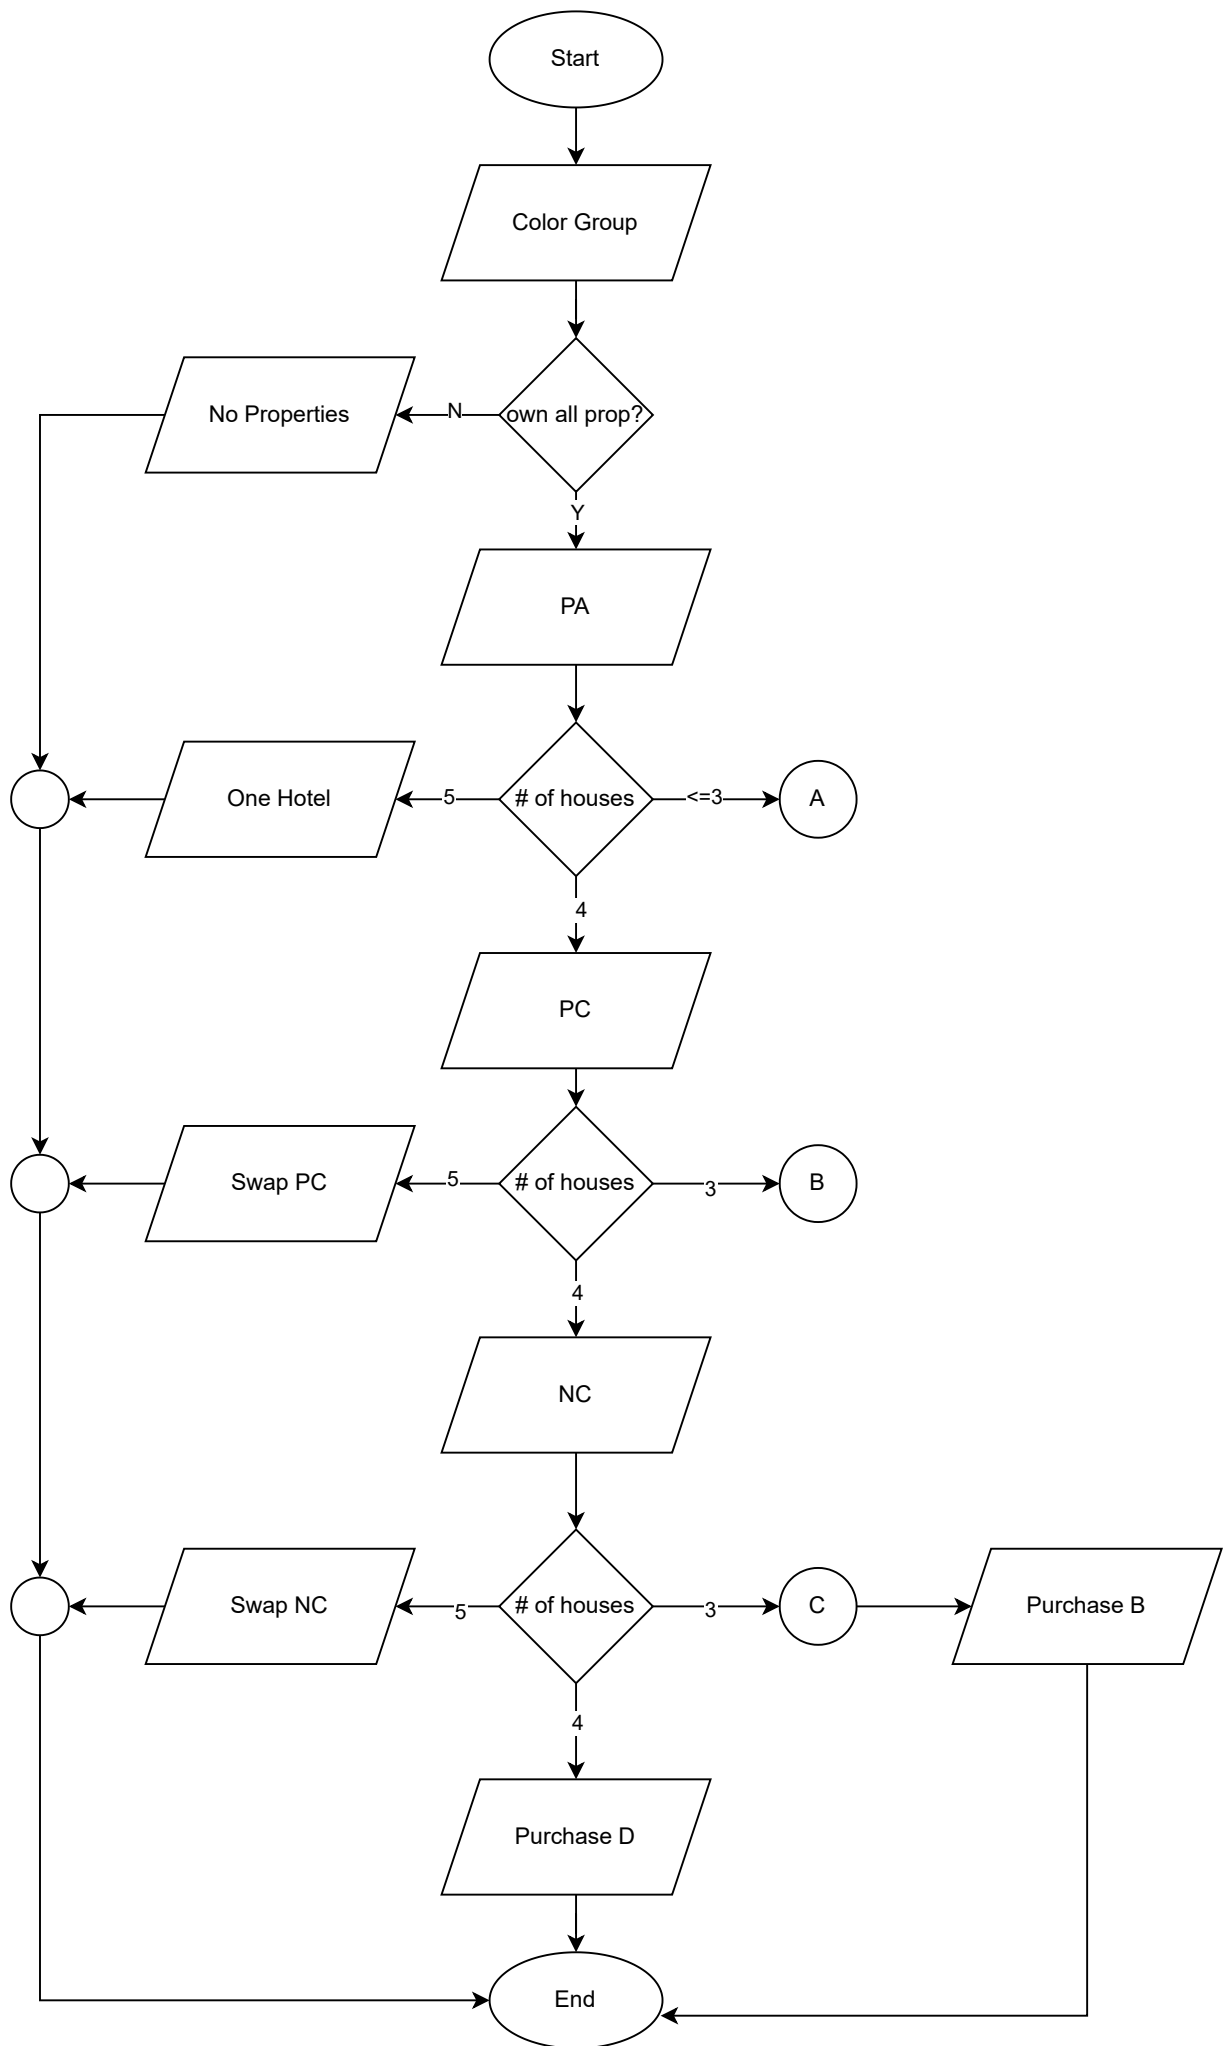 Start
Color Group
No Properties
N
own all prop?
Y
PA
One Hotel
5
# of houses
<=3
A
4
PC
Swap PC
5
# of houses
3
B
4
NC
Swap NC
5
# of houses
3
C
Purchase B
4
Purchase D
End